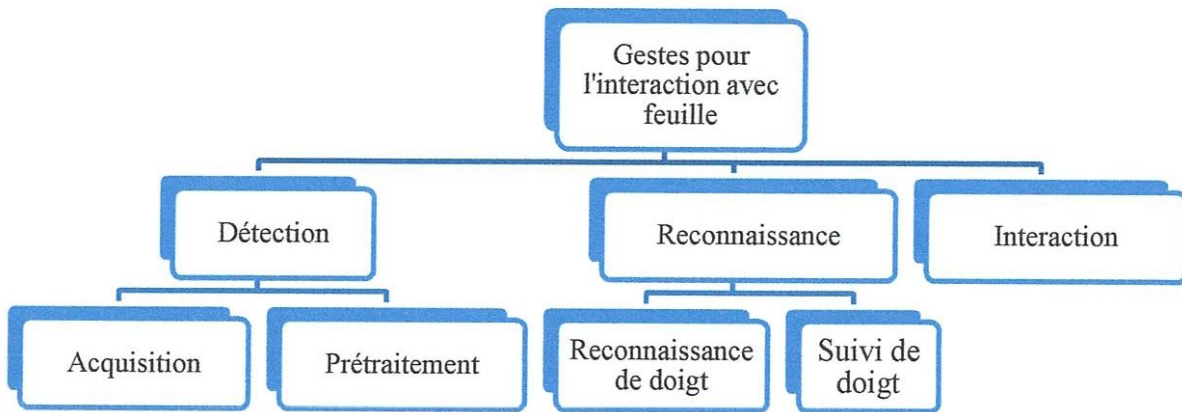 Gestes pour
l'interaction avec
feuille
Détection
Reconnaissance
Interaction
Acquisition
Prétraitement
Reconnaissance
de doigt
Suivi de
doigt